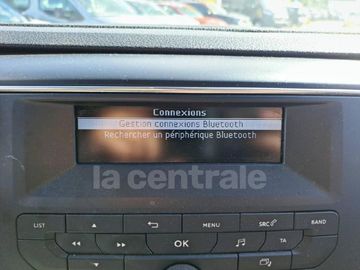 Connexions
Gestion connexions Bluetooth
Rechercher un périphérique Bluetooth
la centrale
LIST
MENU
SRC
BAND
OK
TA